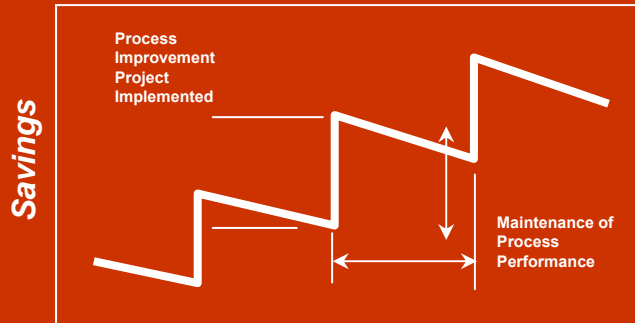 Savings
Process
Improvement
Project
Implemented
Maintenance of
Process
Performance